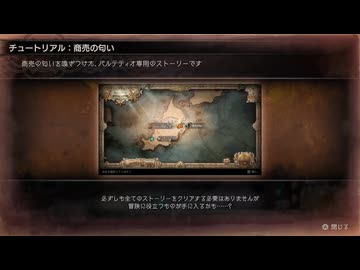 チュートリアル：商売の匂い
商売の匂いを嗅ぎつけた、パルテティオ専用のストーリーです
必ずしも全てのストーリーをクリアする必要はありませんが
冒険に役立つものが手に入るかも……？
閉じる